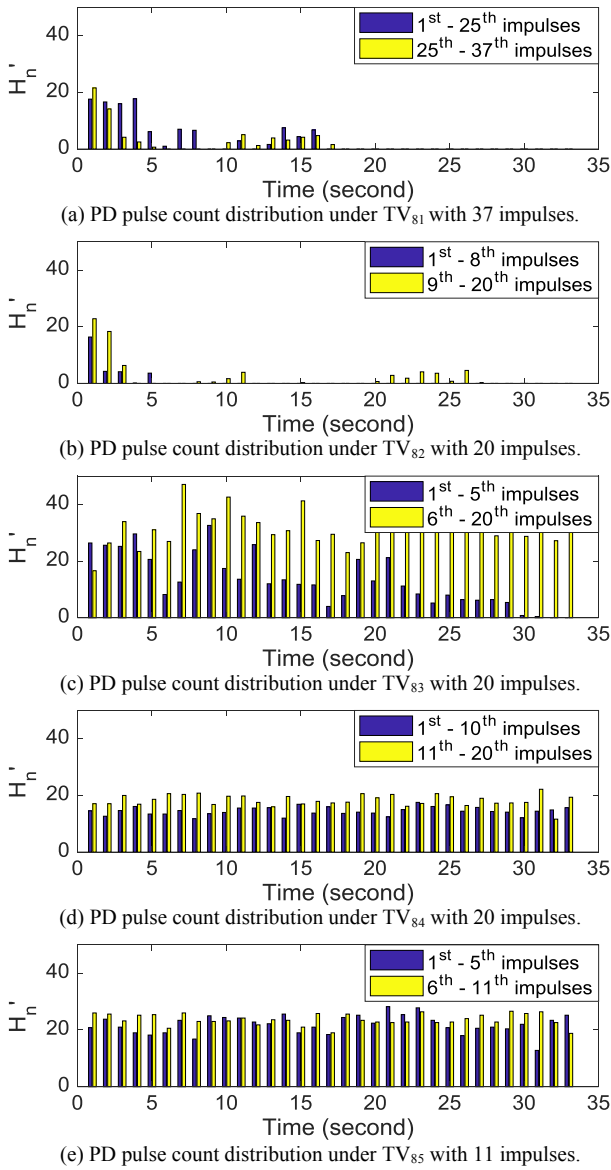 1st - 25th impulses
25th - 37th impulses
Hn'
40
20
0
0 5 10 15 20 25 30 35
Time (second)
(a) PD pulse count distribution under TV81 with 37 impulses.
1st - 8th impulses
9th - 20th impulses
Hn'
40
20
0
0 5 10 15 20 25 30 35
Time (second)
(b) PD pulse count distribution under TV82 with 20 impulses.
1st - 5th impulses
6th - 20th impulses
Hn'
40
20
0
0 5 10 15 20 25 30 35
Time (second)
(c) PD pulse count distribution under TV83 with 20 impulses.
1st - 10th impulses
11th - 20th impulses
Hn'
40
20
0
0 5 10 15 20 25 30 35
Time (second)
(d) PD pulse count distribution under TV84 with 20 impulses.
1st - 5th impulses
6th - 11th impulses
Hn'
40
20
0
0 5 10 15 20 25 30 35
Time (second)
(e) PD pulse count distribution under TV85 with 11 impulses.